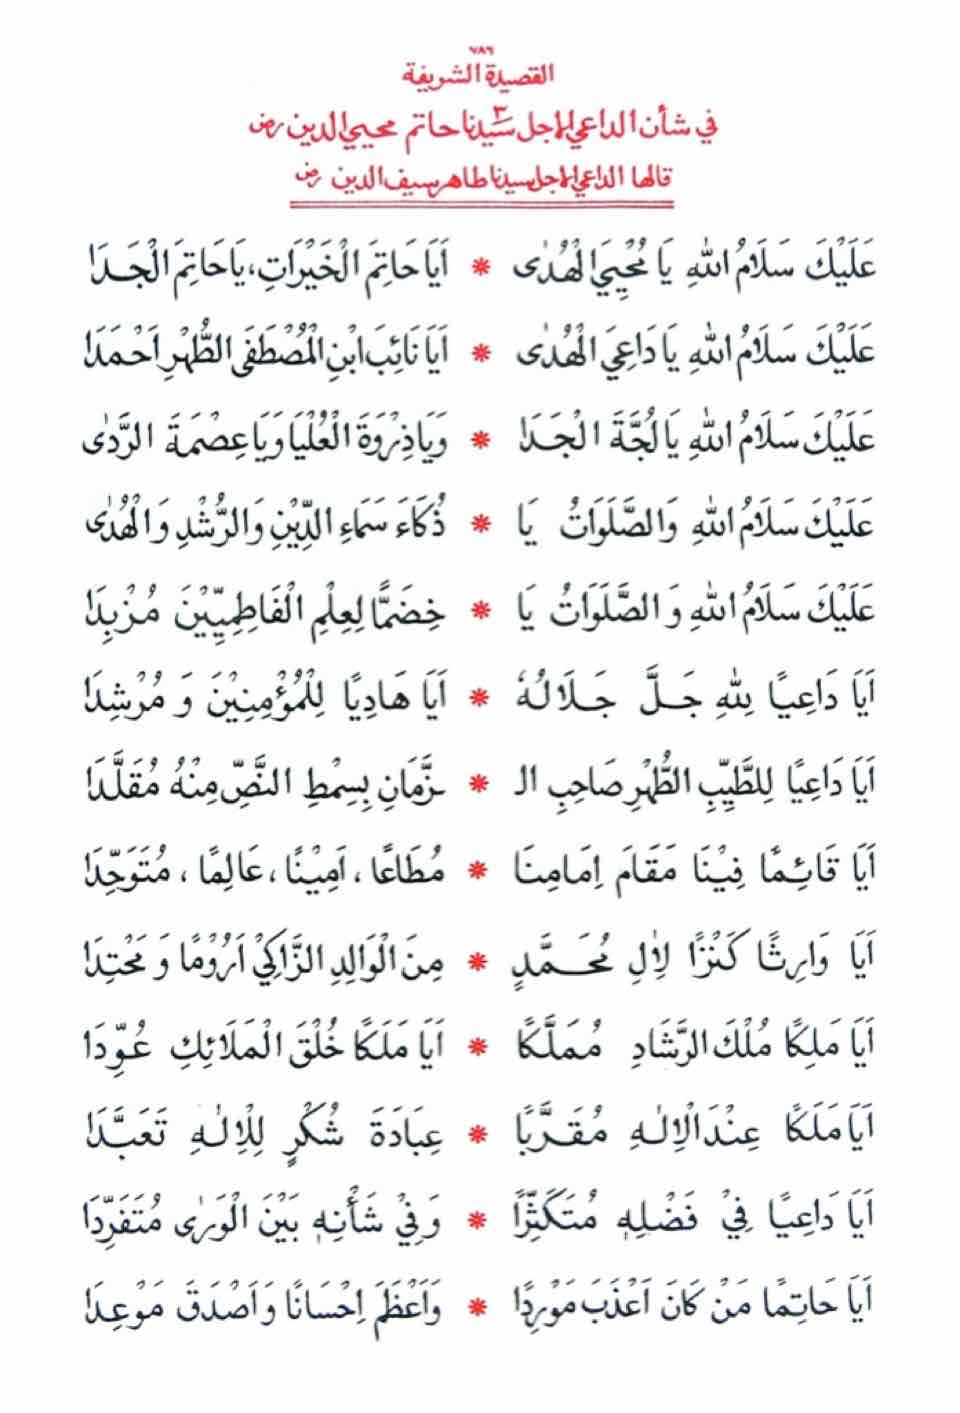 ٧٨٦
القصيدة الشريفة
في شأن الداعي الاجل سيدنا حاتم محيي الدين رض
قالها الداعي الاجل سيدنا طاهر سيف الدين رض
عَلَيْكَ سَلَامُ اللهِ يَا مُحْيِيَ الْهُدٰى * اَيَا حَاتِمَ الْخَيْرَاتِ، يَا حَاتِمَ الْجَدَا
عَلَيْكَ سَلَامُ اللهِ يَا دَاعِيَ الْهُدٰى * اَيَا نَائِبَ ابْنِ الْمُصْطَفَى الطُّهْرِ اَحْمَدَا
عَلَيْكَ سَلَامُ اللهِ يَا لُجَّةَ الْجَدَا * وَيَا ذِرْوَةَ الْعُلْيَا وَيَا عِصْمَةَ الرَّدٰى
عَلَيْكَ سَلَامُ اللهِ وَالصَّلَوَاتُ يَا * ذُكَاءَ سَمَاءِ الدِّيْنِ وَالرُّشْدِ وَالْهُدٰى
عَلَيْكَ سَلَامُ اللهِ وَ الصَّلَوَاتُ يَا * خِضَمًّا لِعِلْمِ الْفَاطِمِيِّيْنَ مُزْبِدَا
اَيَا دَاعِيًا لِلهِ جَلَّ جَلَالُهٗ * اَيَا هَادِيًا لِلْمُؤْمِنِيْنَ وَ مُرْشِدَا
اَيَا دَاعِيًا لِلطَّيِّبِ الطُّهْرِ صَاحِبِ الـ * ـزَّمَانِ بِسِمْطِ النَّصِّ مِنْهُ مُقَلَّدَا
اَيَا قَائِمًا فِيْنَا مَقَامَ اِمَامِنَا * مُطَاعًا، اَمِيْنًا، عَالِمًا، مُتَوَحِّدَا
اَيَا وَارِثًا كَنْزًا لِاٰلِ مُحَمَّدٍ * مِنَ الْوَالِدِ الزَّاكِيْ اَرُوْمًا وَ مَحْتِدَا
اَيَا مَلِكًا مُلْكَ الرَّشَادِ مُمَلَّكًا * اَيَا مَلَكًا خُلْقَ الْمَلَائِكِ عُوِّدَا
اَيَا مَلَكًا عِنْدَ الْاِلٰهِ مُقَرَّبًا * عِبَادَةَ شُكْرٍ لِلْاِلٰهِ تَعَبَّدَا
اَيَا دَاعِيًا فِيْ فَضْلِهٖ مُتَكَثِّرًا * وَفِيْ شَأْنِهٖ بَيْنَ الْوَرٰى مُتَفَرِّدَا
اَيَا حَاتِمًا مَنْ كَانَ اَعْذَبَ مَوْرِدًا * وَاَعْظَمَ اِحْسَانًا وَاَصْدَقَ مَوْعِدَا